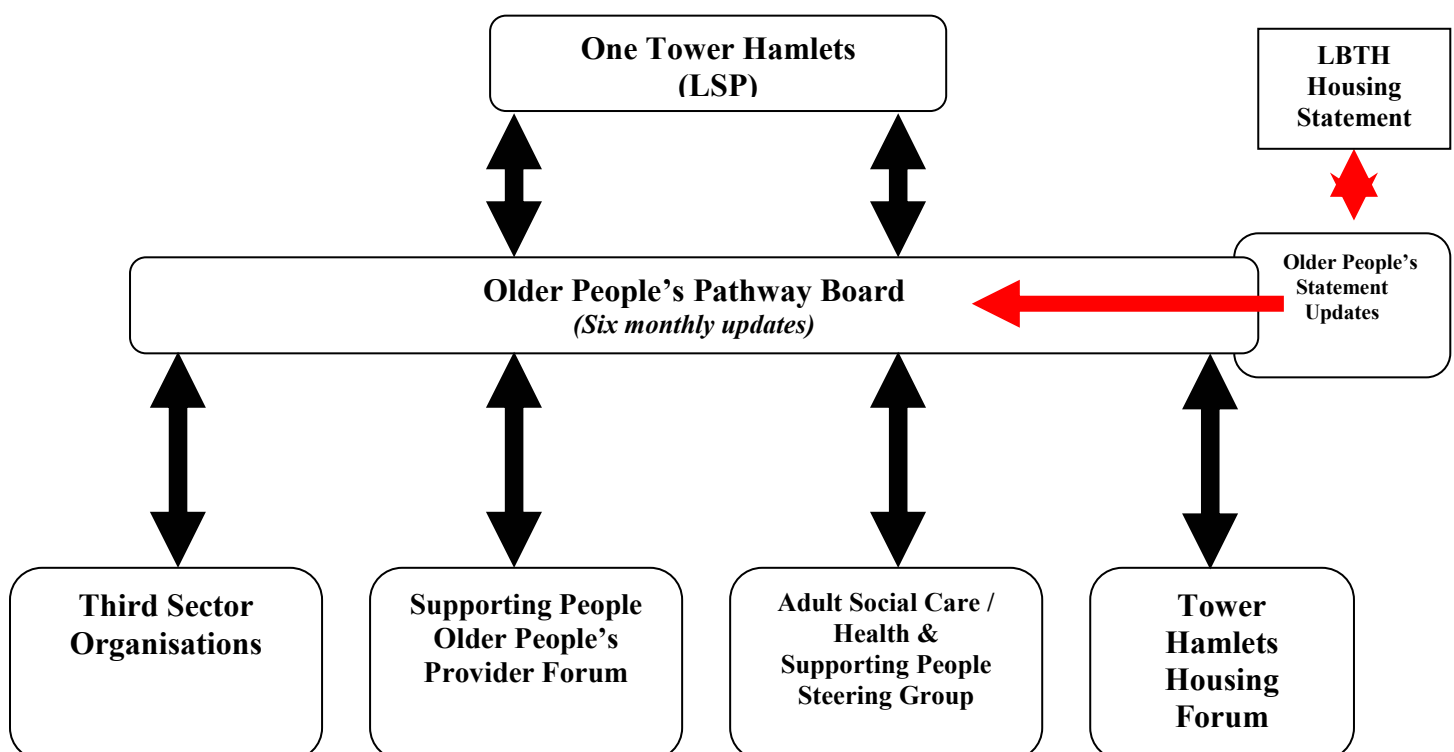 One Tower Hamlets
(LSP)
LBTH
Housing
Statement
Older People’s Pathway Board
(Six monthly updates)
Older People’s
Statement
Updates
Third Sector
Organisations
Supporting People
Older People’s
Provider Forum
Adult Social Care /
Health &
Supporting People
Steering Group
Tower
Hamlets
Housing
Forum